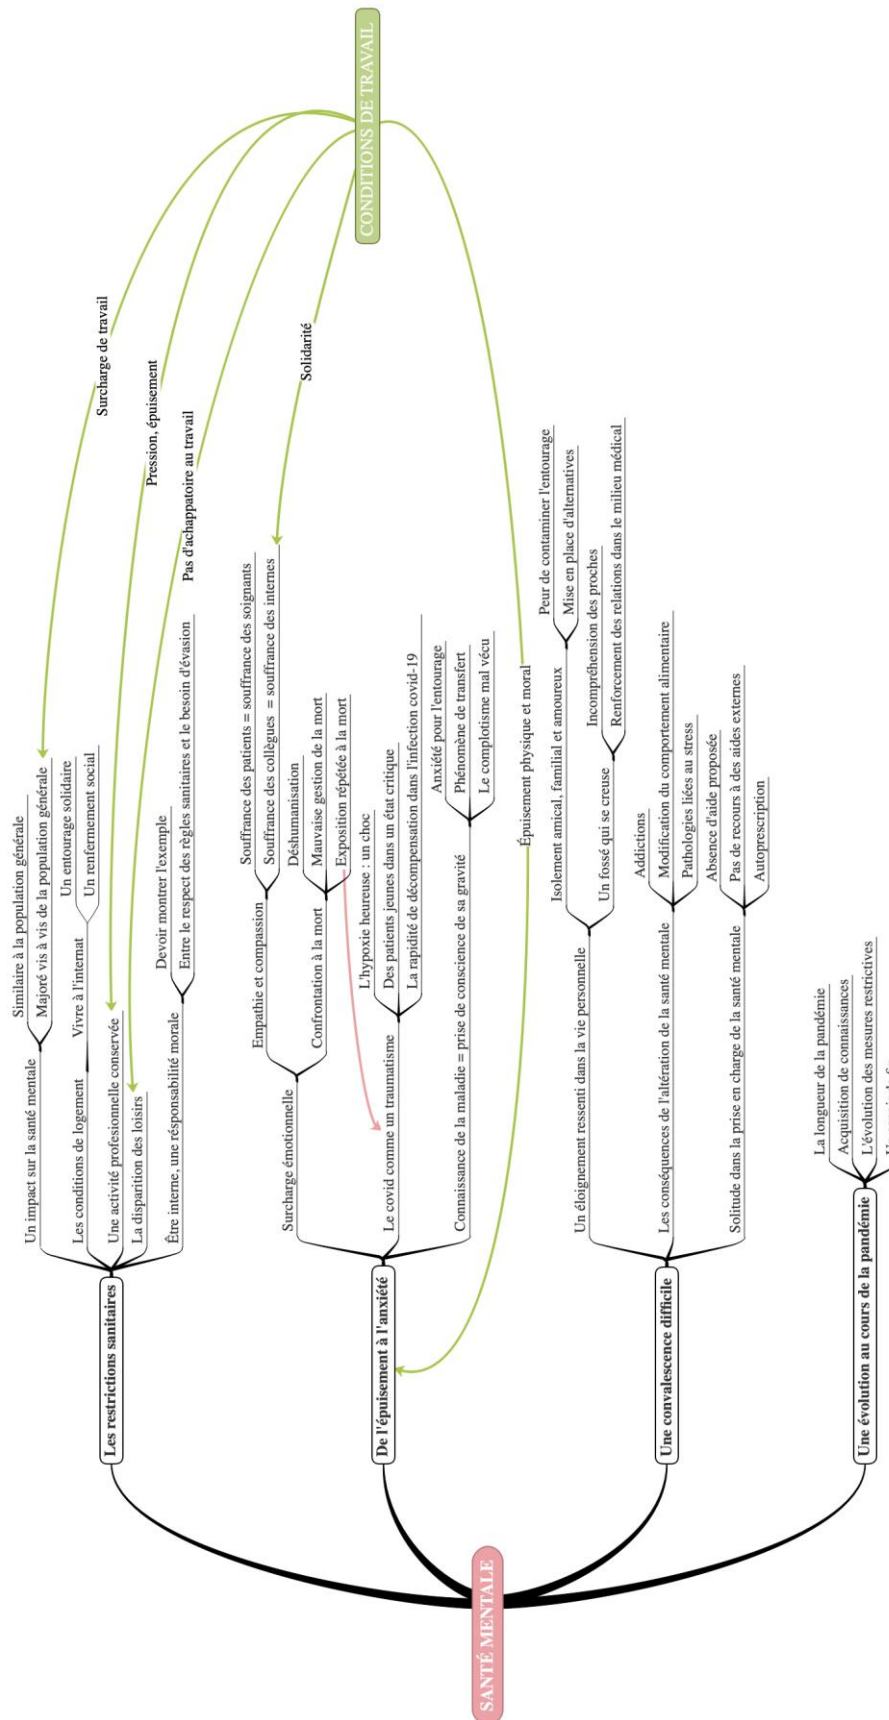 SANTÉ MENTALE
Les restrictions sanitaires
Un impact sur la santé mentale
Similaire à la population générale
Majoré vis à vis de la population générale
Les conditions de logement
Vivre à l'internat
Un entourage solidaire
Un renfermement social
Une activité profesionnelle conservée
La disparition des loisirs
Être interne, une résponsabilité morale
Devoir montrer l'exemple
Entre le respect des règles sanitaires et le besoin d'évasion
De l'épuisement à l'anxiété
Surcharge émotionnelle
Empathie et compassion
Souffrance des patients = souffrance des soignants
Souffrance des collègues = souffrance des internes
Confrontation à la mort
Déshumanisation
Mauvaise gestion de la mort
Exposition répétée à la mort
Le covid comme un traumatisme
L'hypoxie heureuse : un choc
Des patients jeunes dans un état critique
La rapidité de décompensation dans l'infection covid-19
Connaissance de la maladie = prise de conscience de sa gravité
Anxiété pour l'entourage
Phénomène de transfert
Le complotisme mal vécu
Une convalescence difficile
Un éloignement ressenti dans la vie personnelle
Isolement amical, familial et amoureux
Peur de contaminer l'entourage
Mise en place d'alternatives
Un fossé qui se creuse
Incompréhension des proches
Renforcement des relations dans le milieu médical
Les conséquences de l'altération de la santé mentale
Addictions
Modification du comportement alimentaire
Pathologies liées au stress
Solitude dans la prise en charge de la santé mentale
Absence d'aide proposée
Pas de recours à des aides externes
Autoprescription
Une évolution au cours de la pandémie
La longueur de la pandémie
Acquisition de connaissances
L'évolution des mesures restrictives
CONDITIONS DE TRAVAIL
Surcharge de travail
Pression, épuisement
Pas d'achappatoire au travail
Solidarité
Épuisement physique et moral